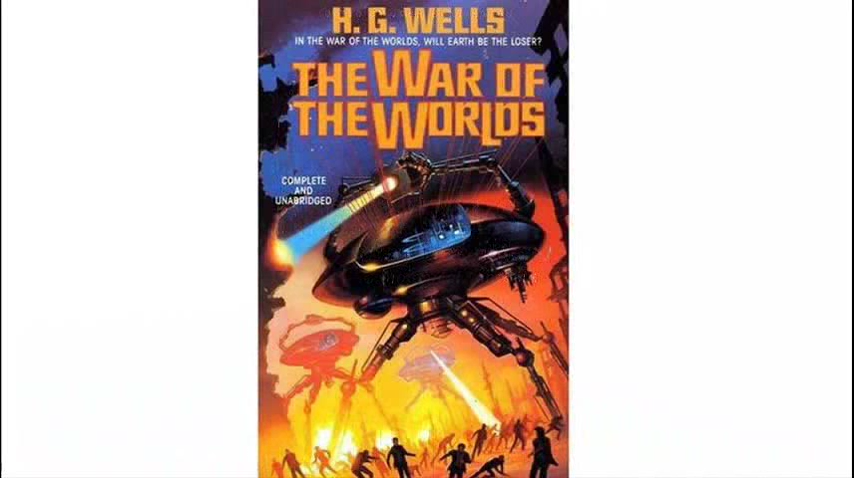 H. G. WELLS
IN THE WAR OF THE WORLDS, WILL EARTH BE THE LOSER?
THE WAR OF
THE WORLDS
COMPLETE
AND
UNABRIDGED